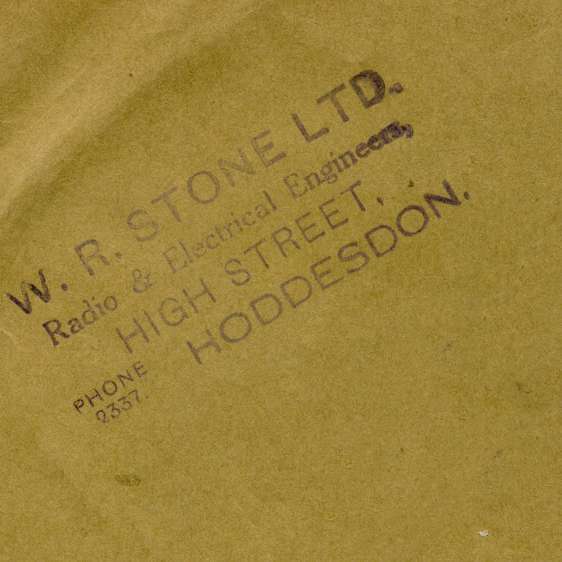 W. R. STONE LTD.
Radio & Electrical Engineers,
HIGH STREET,
HODDESDON.
PHONE
2337.